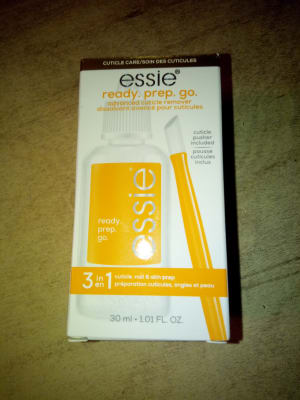 CUTICLE CARE/SOIN DES CUTICULES
essie®
ready. prep. go.
advanced cuticle remover
dissolvant avancé pour cuticules
cuticle
pusher
included
pousse
cuticules
inclus
essie
ready.
prep.
go.
3 in en 1
cuticle, nail & skin prep
préparation cuticules, ongles et peau
30 ml • 1.01 FL. OZ.